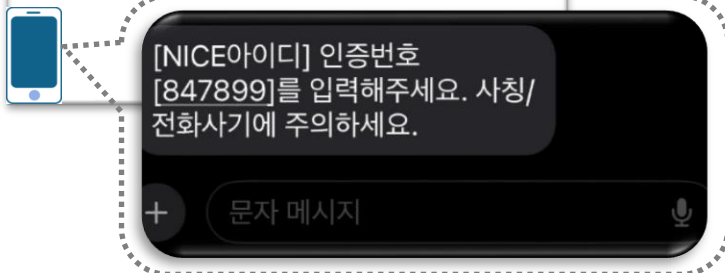 [NICE아이디] 인증번호
[847899]를 입력해주세요. 사칭/
전화사기에 주의하세요.
+ 문자 메시지